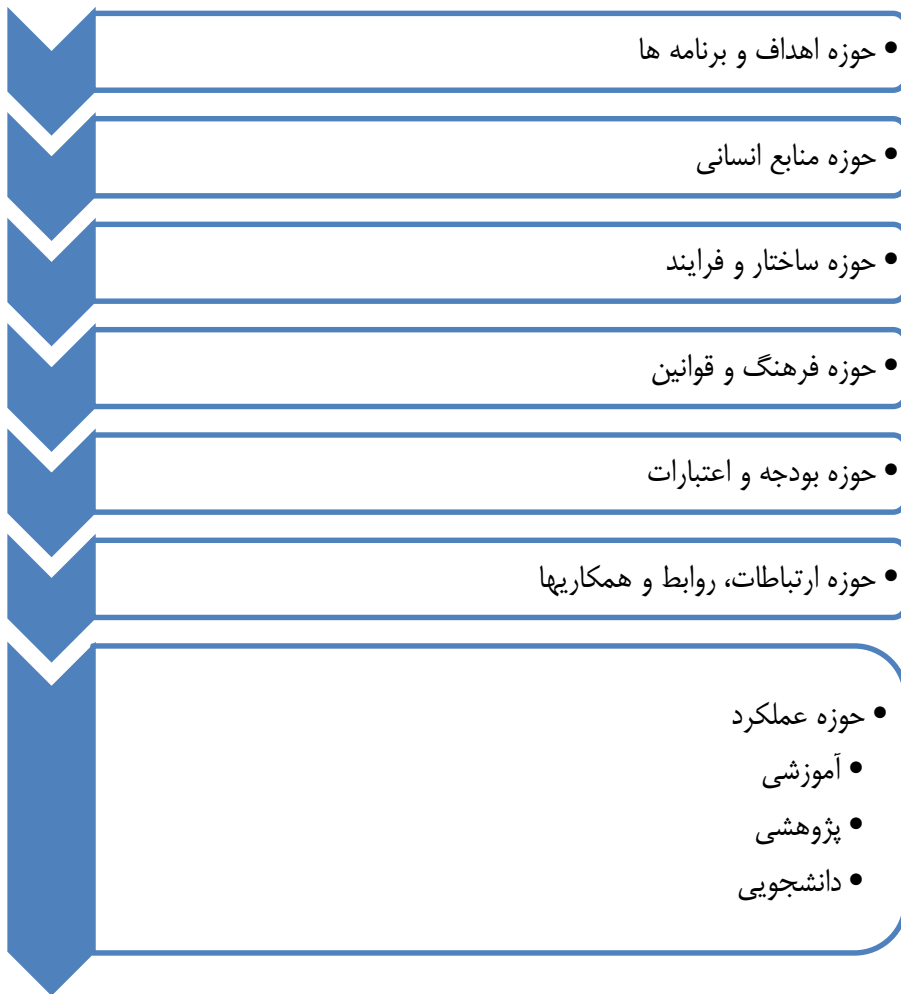 • حوزه اهداف و برنامه ها
• حوزه منابع انسانی
• حوزه ساختار و فرایند
• حوزه فرهنگ و قوانین
• حوزه بودجه و اعتبارات
• حوزه ارتباطات، روابط و همکاریها
• حوزه عملکرد
• آموزشی
• پژوهشی
• دانشجویی